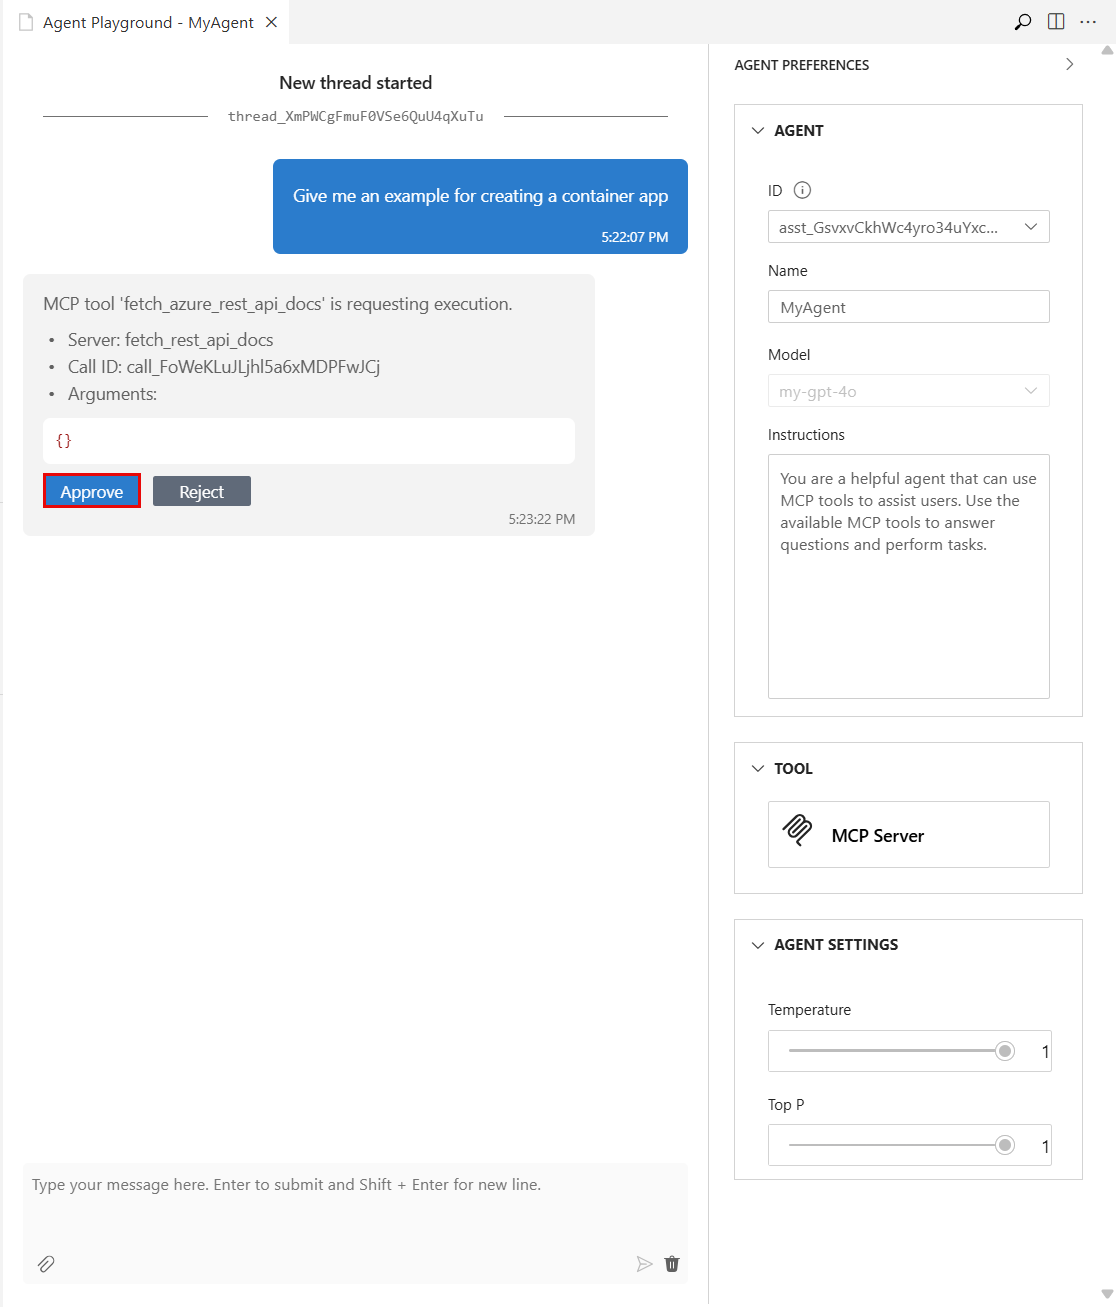 Agent Playground - MyAgent
New thread started
thread_XmPWCgFmuF0VSe6QuU4qXuTu
Give me an example for creating a container app
5:22:07 PM
MCP tool 'fetch_azure_rest_api_docs' is requesting execution.
• Server: fetch_rest_api_docs
• Call ID: call_FoWeKLuJLjhl5a6xMDPFwJCj
• Arguments:
{}
Approve
Reject
5:23:22 PM
Type your message here. Enter to submit and Shift + Enter for new line.
AGENT PREFERENCES
AGENT
ID
asst_GsvxvCkhWc4yro34uYxc...
Name
MyAgent
Model
my-gpt-4o
Instructions
You are a helpful agent that can use
MCP tools to assist users. Use the
available MCP tools to answer
questions and perform tasks.
TOOL
MCP Server
AGENT SETTINGS
Temperature
1
Top P
1